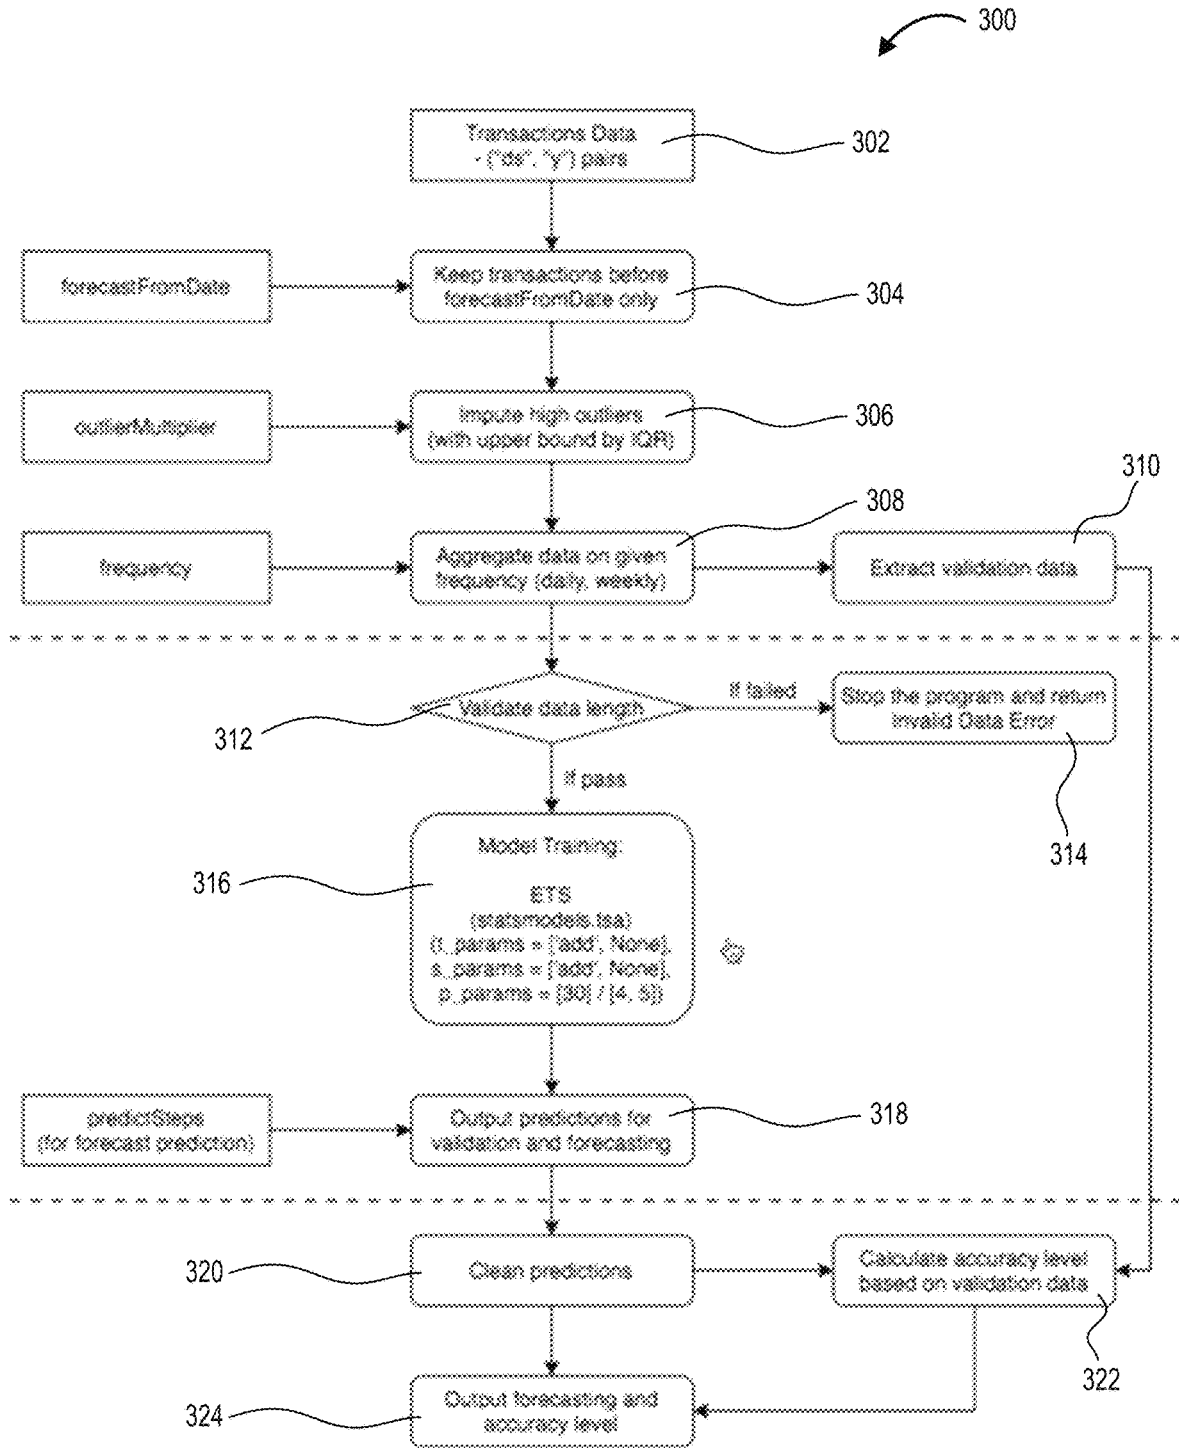 300
Transactions Data
- ("ds", "y") pairs
302
forecastFromDate
Keep transactions before
forecastFromDate only
304
outlierMultiplier
Impute high outliers
(with upper bound by IQR)
306
frequency
Aggregate data on given
frequency (daily, weekly)
308
Extract validation data
310
Validate data length
312
If failed
Stop the program and return
Invalid Data Error
314
If pass
Model Training:
ETS
(statsmodels.tsa)
(t_params = ['add', None],
s_params = ['add', None],
p_params = [30] / [4, 5])
316
predictSteps
(for forecast prediction)
Output predictions for
validation and forecasting
318
320
Clean predictions
Calculate accuracy level
based on validation data
322
324
Output forecasting and
accuracy level